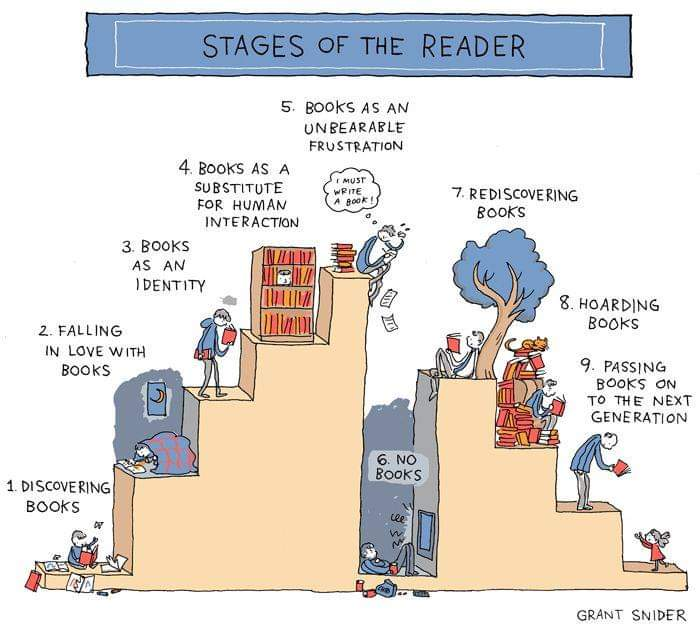 STAGES OF THE READER
5. BOOKS AS AN
UNBEARABLE
FRUSTRATION
4. BOOKS AS A
SUBSTITUTE
FOR HUMAN
INTERACTION
I MUST
WRITE
A BOOK!
7. REDISCOVERING
BOOKS
3. BOOKS
AS AN
IDENTITY
8. HOARDING
BOOKS
2. FALLING
IN LOVE WITH
BOOKS
9. PASSING
BOOKS ON
TO THE NEXT
GENERATION
6. NO
BOOKS
1. DISCOVERING
BOOKS
GRANT SNIDER